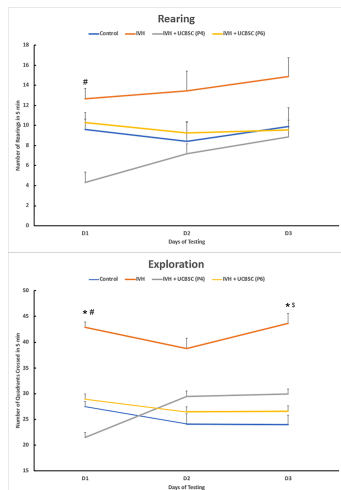 Rearing
Control IVH IVH + UCBSC (P4) IVH + UCBSC (P6)
Number of Rearings in 5 min
18
16
14
12
10
8
6
4
2
0
#
D1 D2 D3
Days of Testing
Exploration
Control IVH IVH + UCBSC (P4) IVH + UCBSC (P6)
Number of Quadrants Crossed in 5 min
50
45
40
35
30
25
20
15
* #
* $
D1 D2 D3
Days of Testing